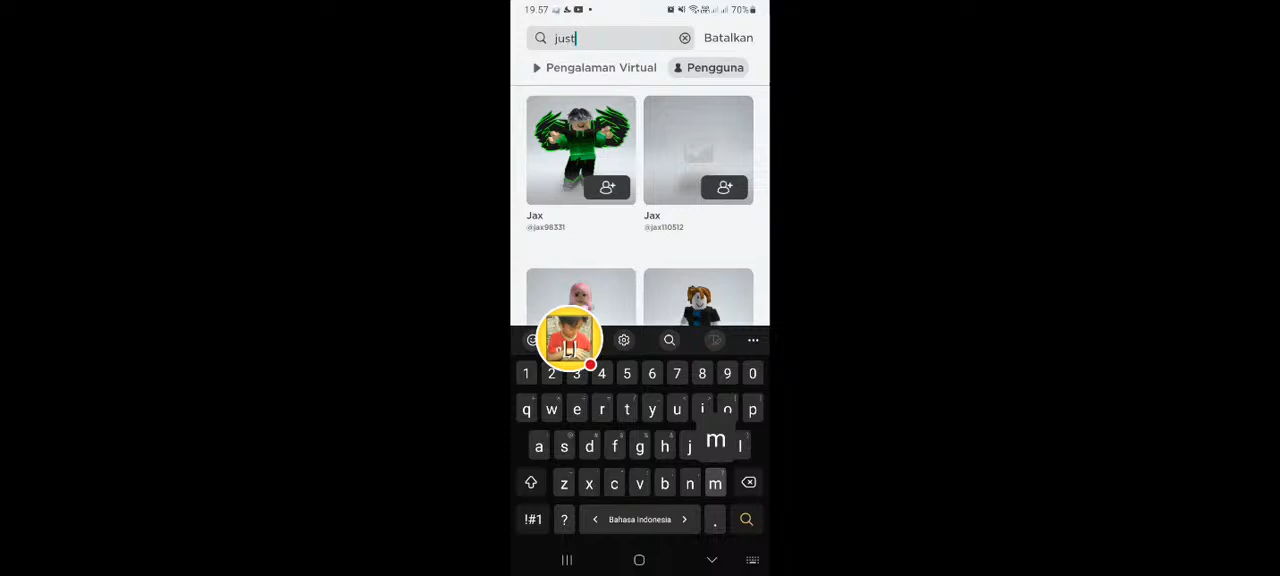 19.57 70%
just Batalkan
Pengalaman Virtual Pengguna
Jax Jax
@jax98331 @jax110512
LJ
1 2 3 4 5 6 7 8 9 0
q w e r t y u i o p
a s d f g h j m l
z x c v b n m
!#1 ? < Bahasa Indonesia > .